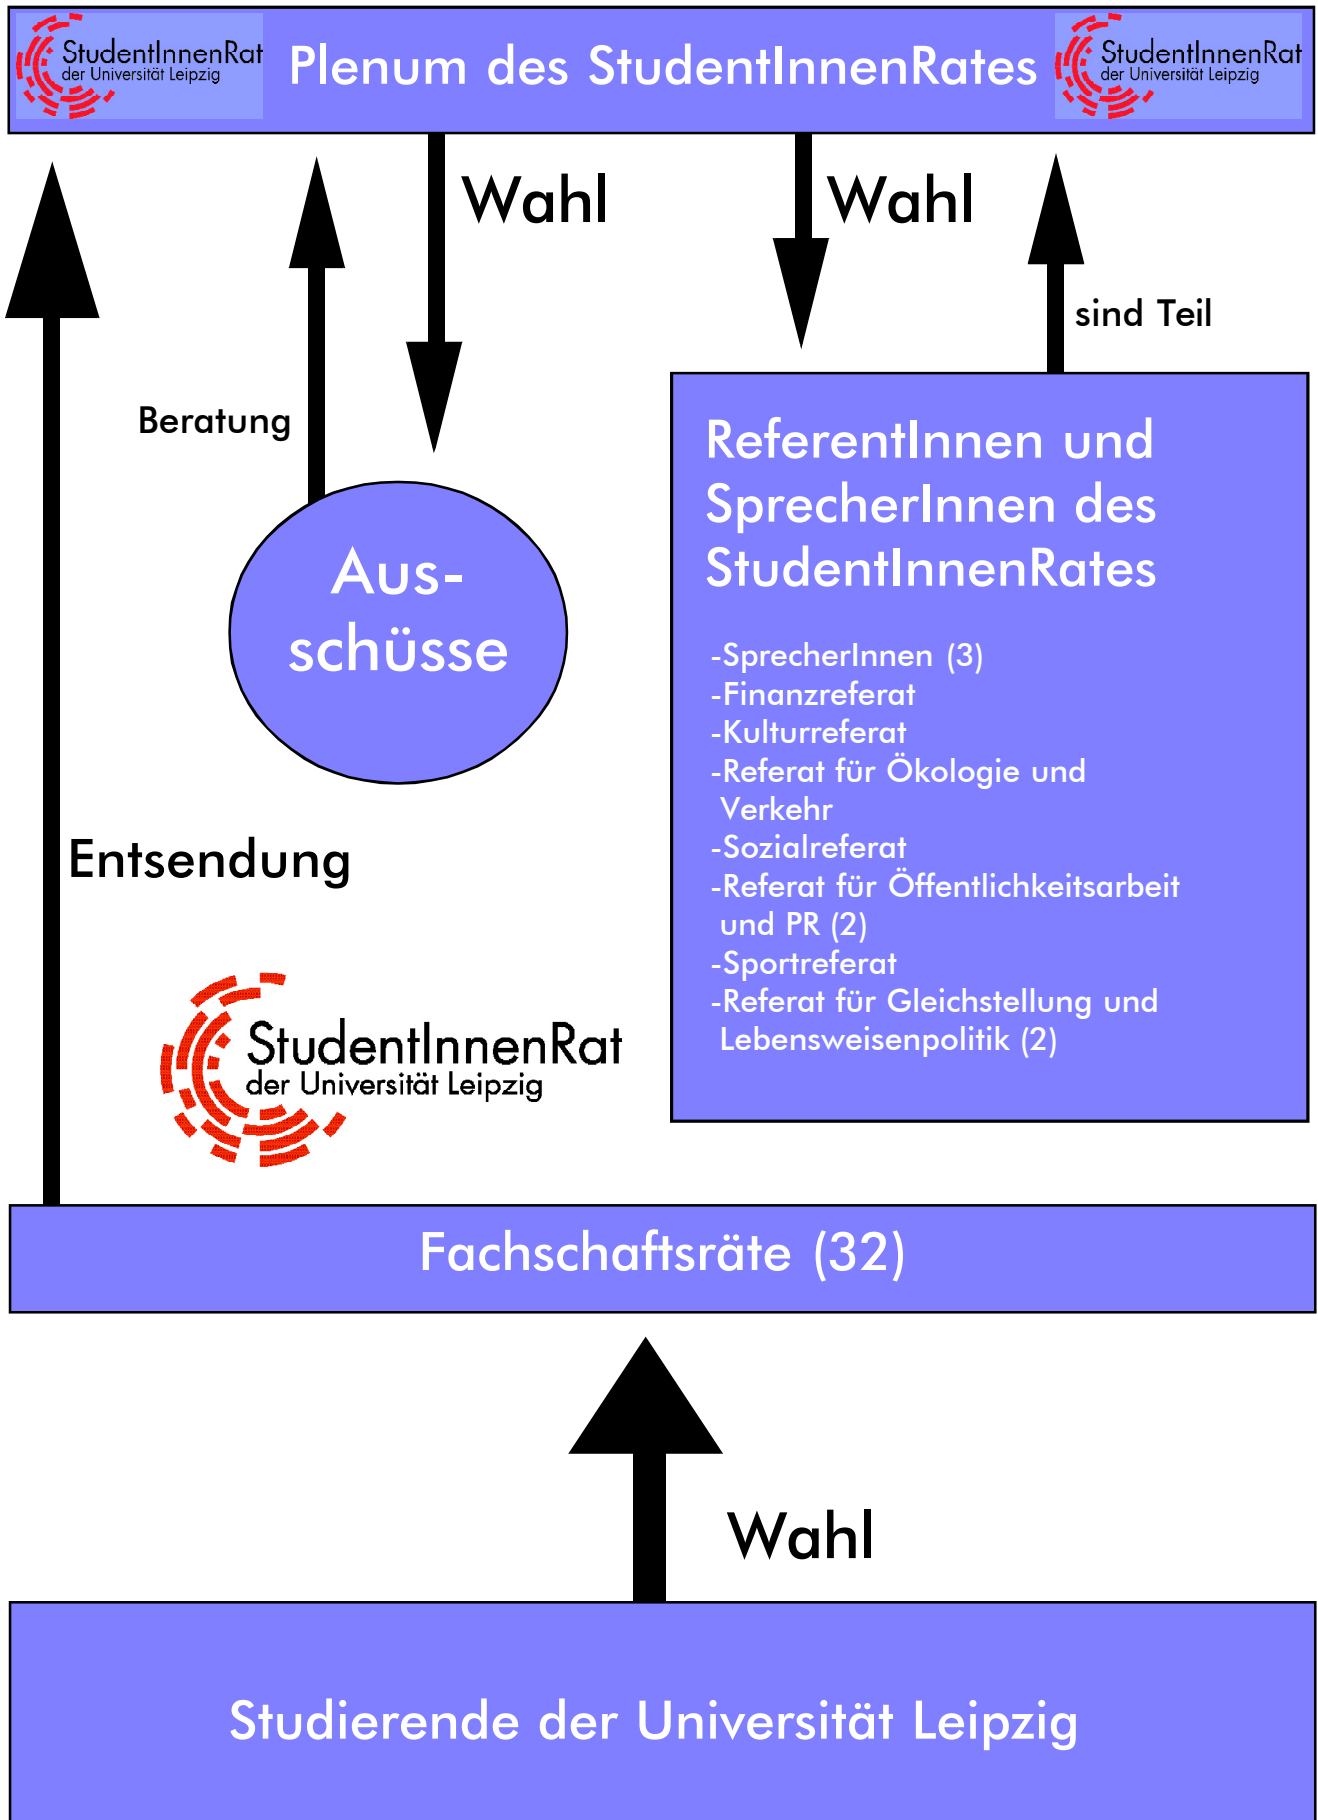 StudentInnenRat
der Universität Leipzig
Plenum des StudentInnenRates
StudentInnenRat
der Universität Leipzig
Wahl
Wahl
sind Teil
Beratung
Aus-
schüsse
ReferentInnen und
SprecherInnen des
StudentInnenRates
-SprecherInnen (3)
-Finanzreferat
-Kulturreferat
-Referat für Ökologie und
Verkehr
-Sozialreferat
-Referat für Öffentlichkeitsarbeit
und PR (2)
-Sportreferat
-Referat für Gleichstellung und
Lebensweisenpolitik (2)
Entsendung
StudentInnenRat
der Universität Leipzig
Fachschaftsräte (32)
Wahl
Studierende der Universität Leipzig